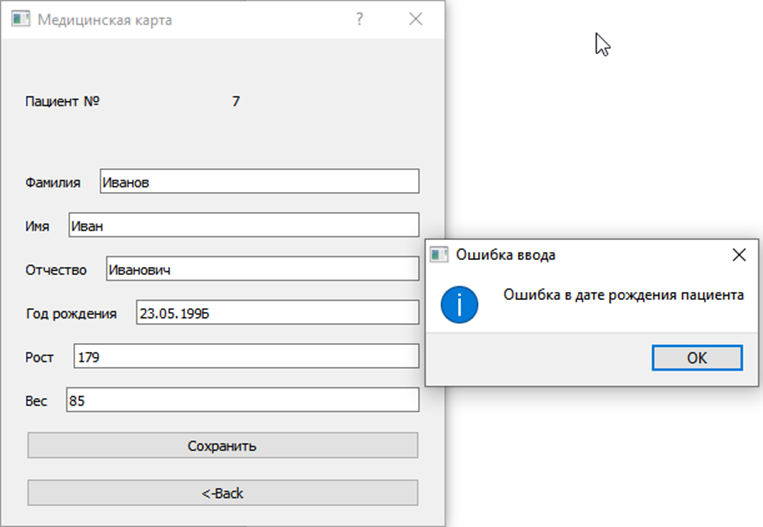 Медицинская карта
?
Пациент № 7
Фамилия Иванов
Имя Иван
Отчество Иванович
Год рождения 23.05.199Б
Рост 179
Вес 85
Сохранить
<-Back
Ошибка ввода
Ошибка в дате рождения пациента
OK